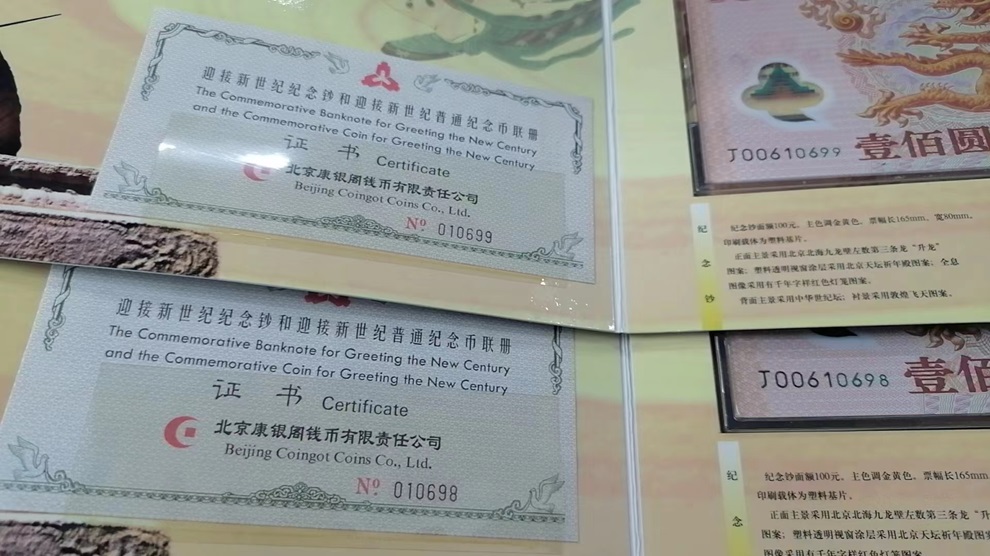 迎接新世纪纪念钞和迎接新世纪普通纪念币联册
The Commemorative Banknote for Greeting the New Century
and the Commemorative Coin for Greeting the New Century
证 书 Certificate
北京康银阁钱币有限责任公司
Beijing Coingot Coins Co., Ltd.
Nº 010699
J00610699 壹佰圆
纪念钞
纪念钞面额100元，主色调金黄色，票幅长165mm，宽80mm，
印刷载体为塑料基片。
正面主景采用北京北海九龙壁左数第三条龙“升龙”
图案；塑料透明视窗涂层采用北京天坛祈年殿图案；全息
图像采用有千年字样红色灯笼图案。
背面主景采用中华世纪坛；衬景采用敦煌飞天图案。
迎接新世纪纪念钞和迎接新世纪普通纪念币联册
The Commemorative Banknote for Greeting the New Century
and the Commemorative Coin for Greeting the New Century
证 书 Certificate
北京康银阁钱币有限责任公司
Beijing Coingot Coins Co., Ltd.
Nº 010698
J00610698 壹佰
纪念
纪念钞面额100元，主色调金黄色，票幅长165mm
印刷载体为塑料基片。
正面主景采用北京北海九龙壁左数第三条龙“升
图案；塑料透明视窗涂层采用北京天坛祈年殿
图像采用有千年字样红色灯笼图案